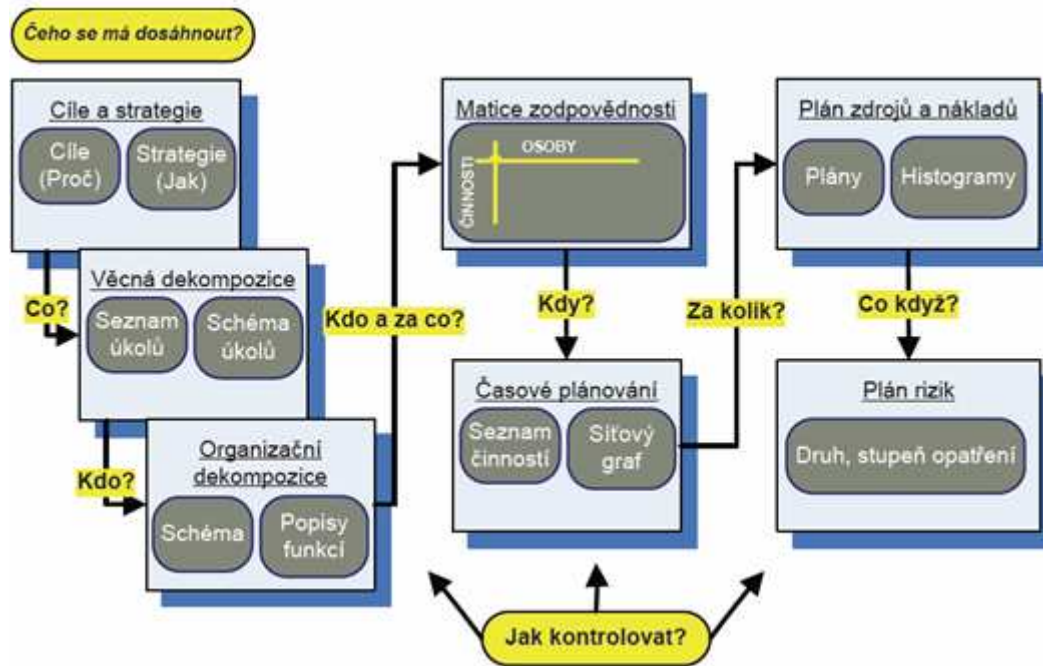 Čeho se má dosáhnout?
Cíle a strategie
Cíle
(Proč)
Strategie
(Jak)
Co?
Věcná dekompozice
Seznam
úkolů
Schéma
úkolů
Kdo?
Organizační
dekompozice
Schéma
Popisy
funkcí
Kdo a za co?
Matice zodpovědnosti
OSOBY
ČINNOSTI
Kdy?
Časové plánování
Seznam
činností
Síťový
graf
Za kolik?
Plán zdrojů a nákladů
Plány
Histogramy
Co když?
Plán rizik
Druh, stupeň opatření
Jak kontrolovat?